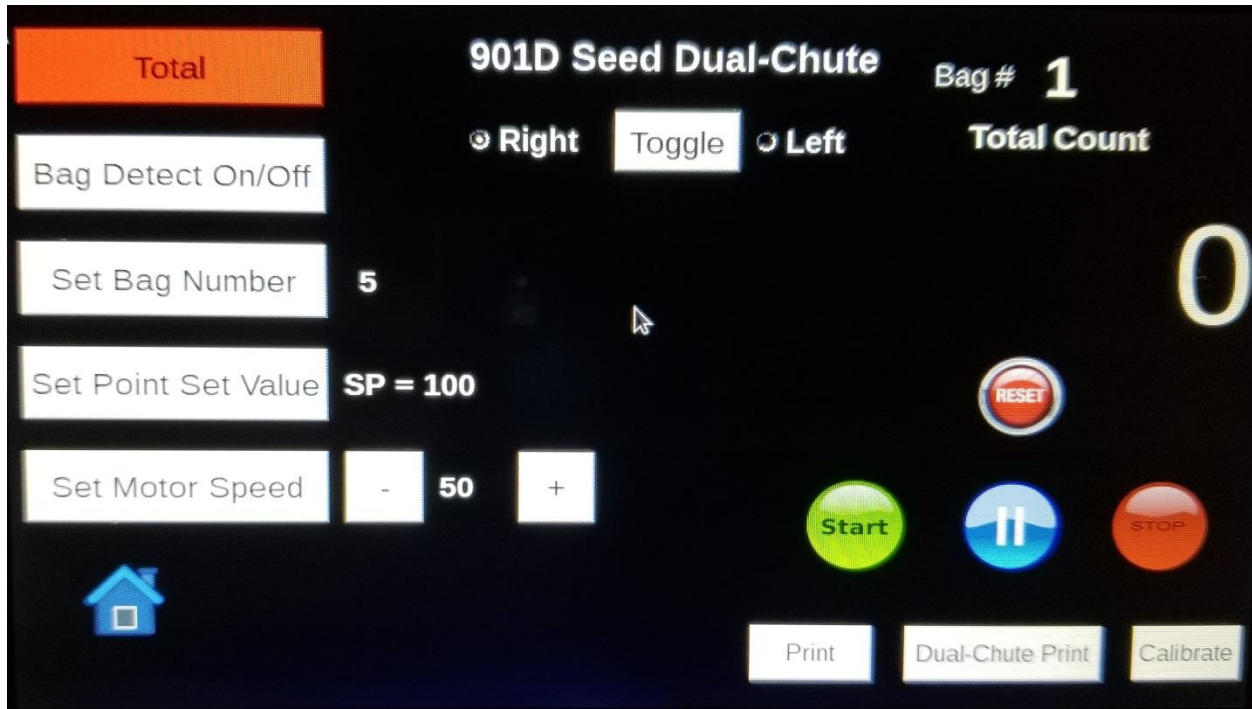 Total
901D Seed Dual-Chute
Bag # 1
Right
Toggle
Left
Total Count
Bag Detect On/Off
0
Set Bag Number
5
Set Point Set Value
SP = 100
RESET
Set Motor Speed
-
50
+
Start
STOP
Print
Dual-Chute Print
Calibrate